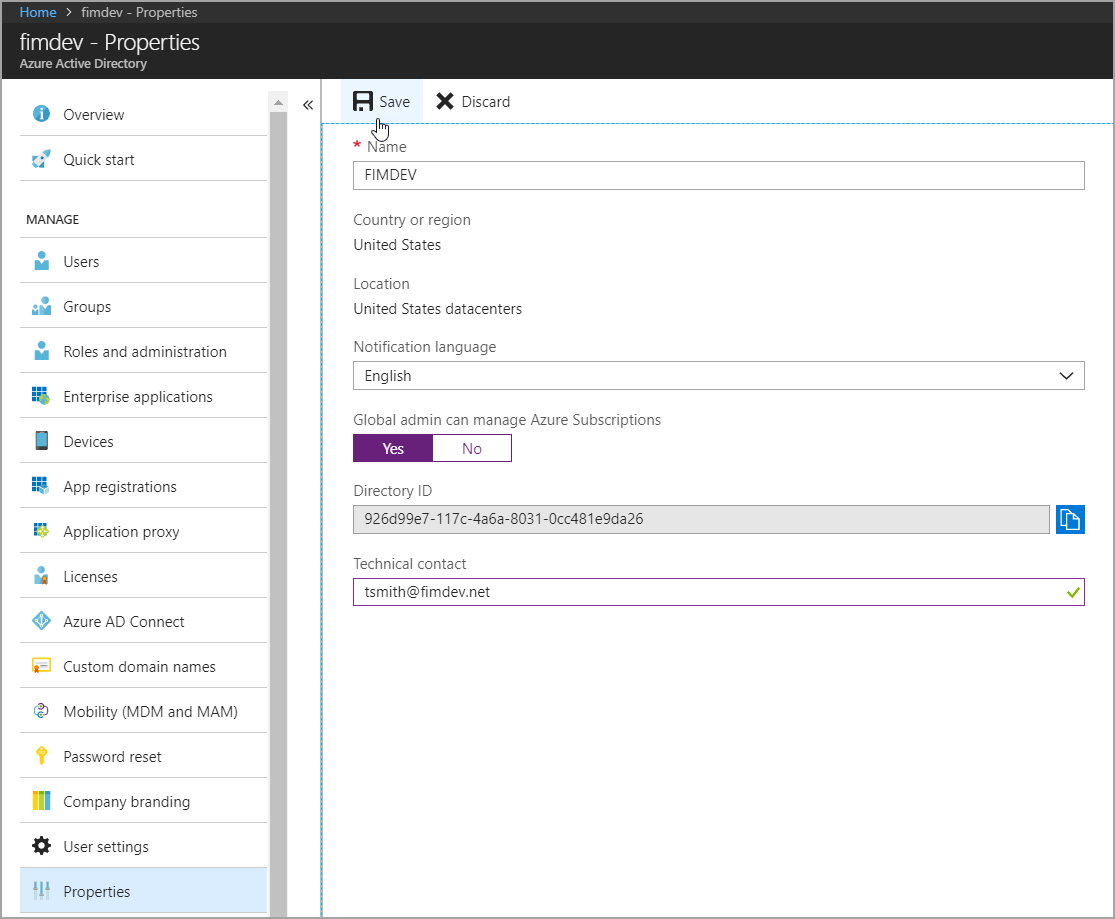 Home > fimdev - Properties
fimdev - Properties
Azure Active Directory
Overview
Quick start
MANAGE
Users
Groups
Roles and administration
Enterprise applications
Devices
App registrations
Application proxy
Licenses
Azure AD Connect
Custom domain names
Mobility (MDM and MAM)
Password reset
Company branding
User settings
Properties
«
Save Discard
* Name
FIMDEV
Country or region
United States
Location
United States datacenters
Notification language
English
Global admin can manage Azure Subscriptions
Yes No
Directory ID
926d99e7-117c-4a6a-8031-0cc481e9da26
Technical contact
tsmith@fimdev.net